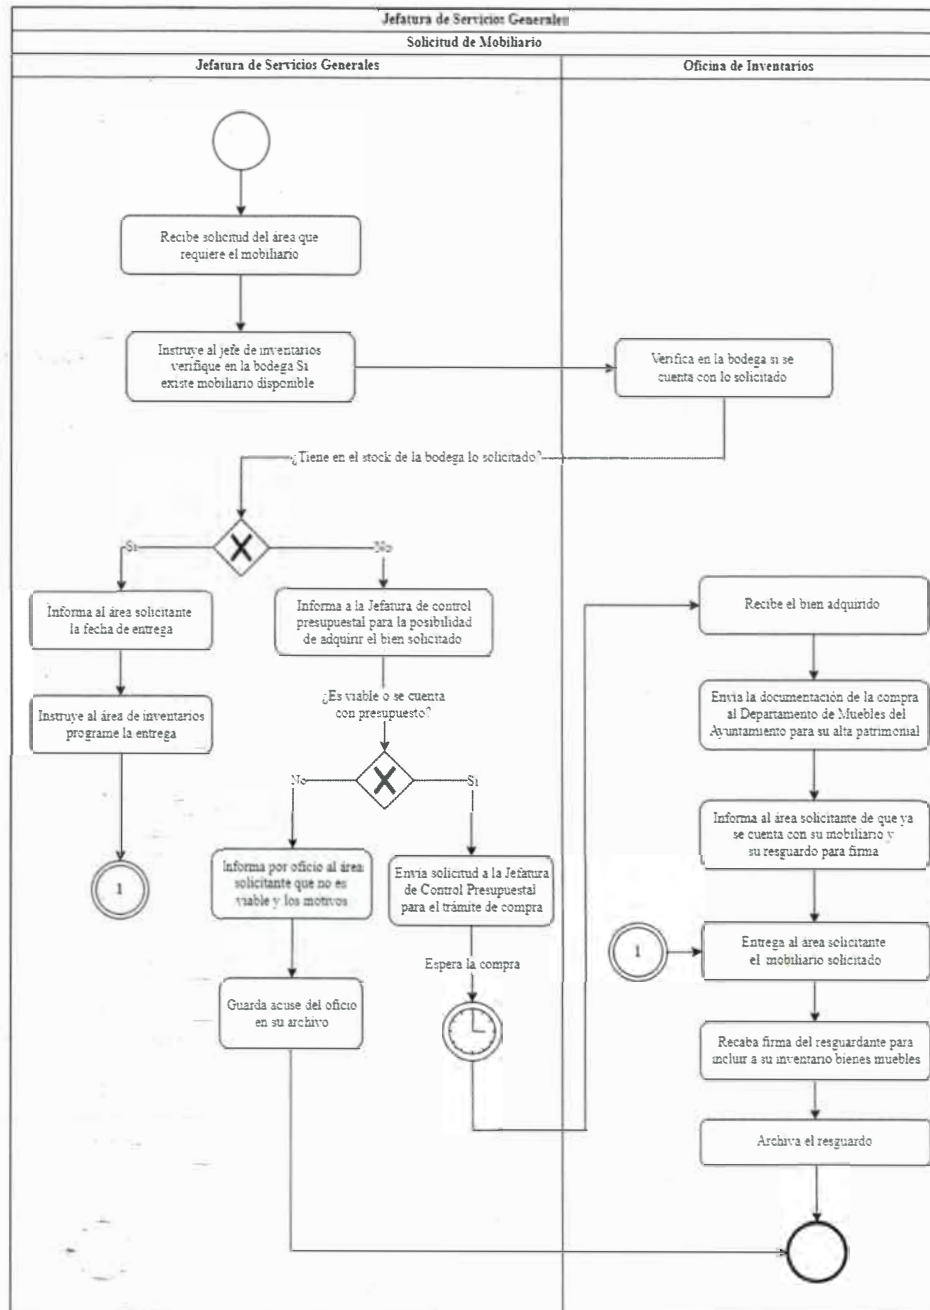 Jefatura de Servicios Generales
Solicitud de Mobiliario
Jefatura de Servicios Generales
Oficina de Inventarios
Recibe solicitud del área que
requiere el mobiliario
Instruye al jefe de inventarios
verifique en la bodega Si
existe mobiliario disponible
Verifica en la bodega si se
cuenta con lo solicitado
¿Tiene en el stock de la bodega lo solicitado?
Si
No
Informa al área solicitante
la fecha de entrega
Informa a la Jefatura de control
presupuestal para la posibilidad
de adquirir el bien solicitado
Recibe el bien adquirido
Instruye al área de inventarios
programe la entrega
¿Es viable o se cuenta
con presupuesto?
Envia la documentación de la compra
al Departamento de Muebles del
Ayuntamiento para su alta patrimonial
No
Si
Informa al área solicitante de que ya
se cuenta con su mobiliario y
su resguardo para firma
1
Informa por oficio al área
solicitante que no es
viable y los motivos
Envia solicitud a la Jefatura
de Control Presupuestal
para el trámite de compra
1
Entrega al área solicitante
el mobiliario solicitado
Espera la compra
Guarda acuse del oficio
en su archivo
Recaba firma del resguardante para
incluir a su inventario bienes muebles
Archiva el resguardo